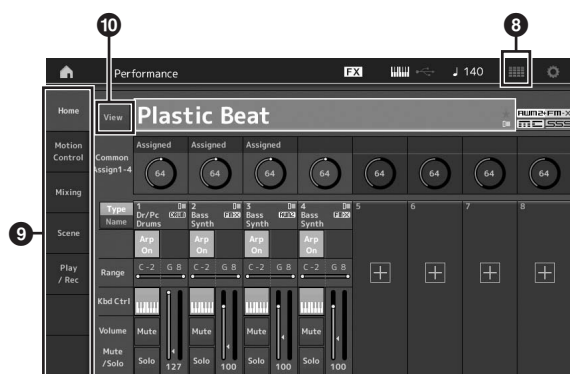 10
8
Performance
FX
140
Home
View
Plastic Beat
Motion
Control
Common
Assign1-4
Assigned
Assigned
Assigned
64
64
64
64
64
64
64
64
Mixing
Type
Name
1
Dr/Pc
Drums
2
Bass
Synth
3
Bass
Synth
4
Bass
Synth
5
6
7
8
9
Scene
Arp
On
Arp
On
Arp
On
Arp
On
Play
/ Rec
Range
C -2 G 8
C -2 G 8
C -2 G 8
C -2 G 8
Kbd Ctrl
Volume
Mute
Mute
Mute
Mute
Mute
/Solo
Solo
127
Solo
100
Solo
100
Solo
100